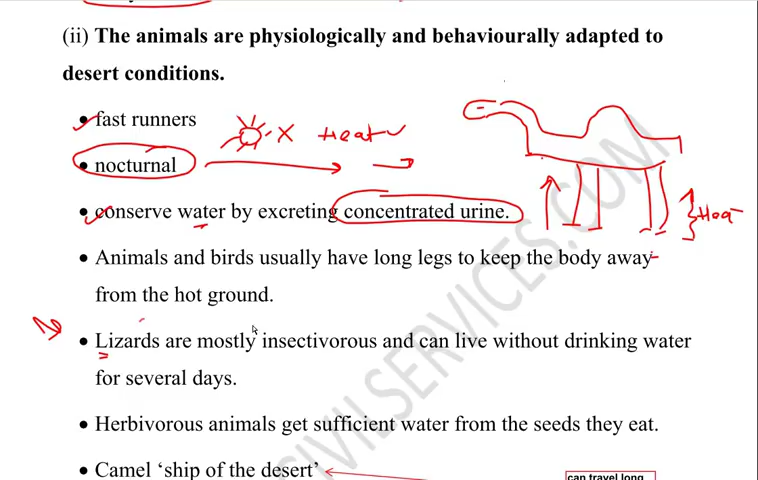 (ii) The animals are physiologically and behaviourally adapted to
desert conditions.
• fast runners
X Heat
• nocturnal
• conserve water by excreting concentrated urine.
Heat
• Animals and birds usually have long legs to keep the body away
from the hot ground.
• Lizards are mostly insectivorous and can live without drinking water
for several days.
• Herbivorous animals get sufficient water from the seeds they eat.
• Camel ‘ship of the desert’
can travel long
CIVILSERVICES.COM